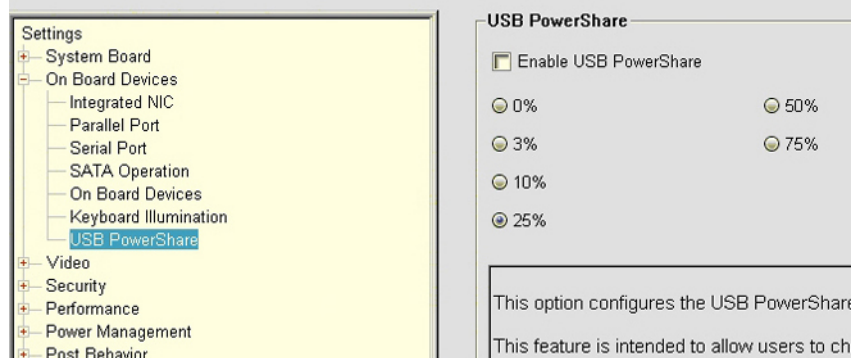 Settings
System Board
On Board Devices
Integrated NIC
Parallel Port
Serial Port
SATA Operation
On Board Devices
Keyboard Illumination
USB PowerShare
Video
Security
Performance
Power Management
Post Behavior
USB PowerShare
Enable USB PowerShare
0% 50%
3% 75%
10%
25%
This option configures the USB PowerShare
This feature is intended to allow users to ch